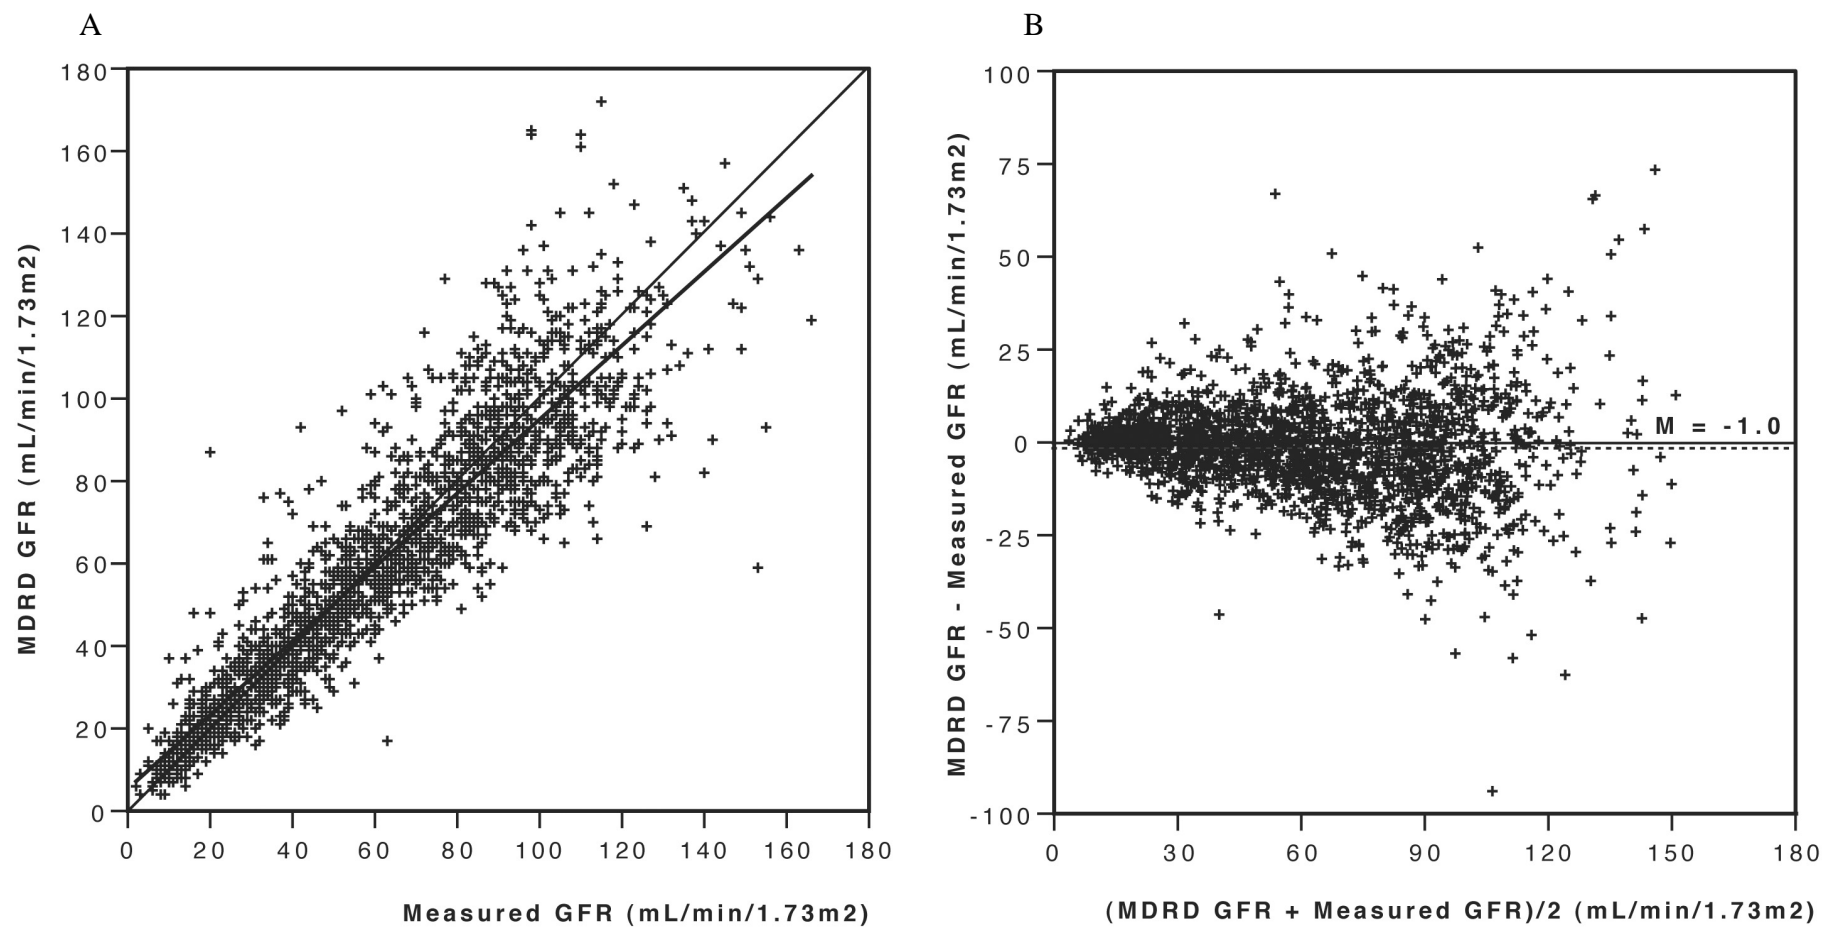 A
B
180
160
140
120
100
80
60
40
20
0
0 20 40 60 80 100 120 140 160 180
MDRD GFR (mL/min/1.73m2)
Measured GFR (mL/min/1.73m2)
100
75
50
25
0
-25
-50
-75
-100
M = -1.0
0 30 60 90 120 150 180
MDRD GFR - Measured GFR (mL/min/1.73m2)
(MDRD GFR + Measured GFR)/2 (mL/min/1.73m2)